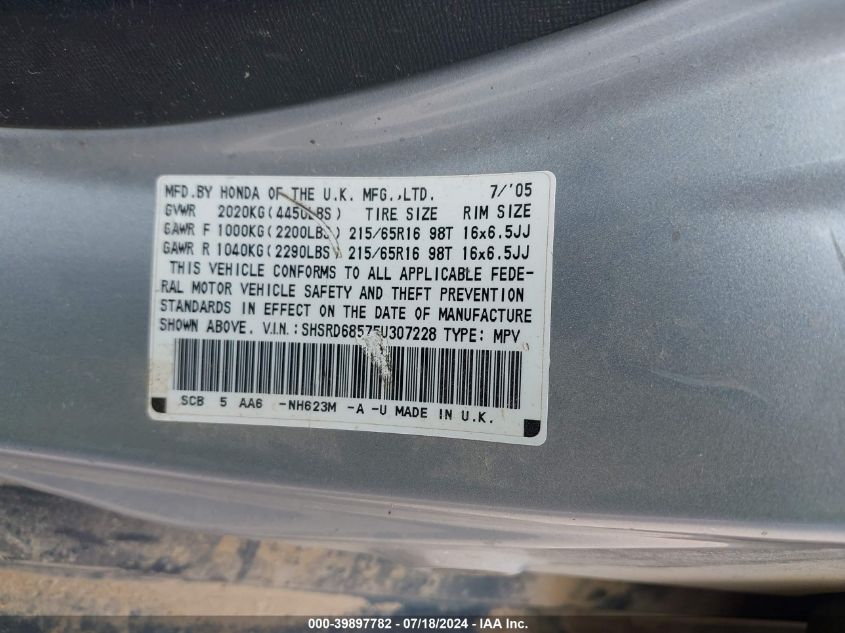 MFD.BY HONDA OF THE U.K. MFG.,LTD. 7/'05
GVWR 2020KG(4450LBS) TIRE SIZE RIM SIZE
GAWR F 1000KG(2200LBS) 215/65R16 98T 16x6.5JJ
GAWR R 1040KG(2290LBS) 215/65R16 98T 16x6.5JJ
THIS VEHICLE CONFORMS TO ALL APPLICABLE FEDE-
RAL MOTOR VEHICLE SAFETY AND THEFT PREVENTION
STANDARDS IN EFFECT ON THE DATE OF MANUFACTURE
SHOWN ABOVE. V.I.N.: SHSRD68575U307228 TYPE: MPV
SCB 5 AA6 -NH623M -A -U MADE IN U.K.
000-39897782 - 07/18/2024 - IAA Inc.